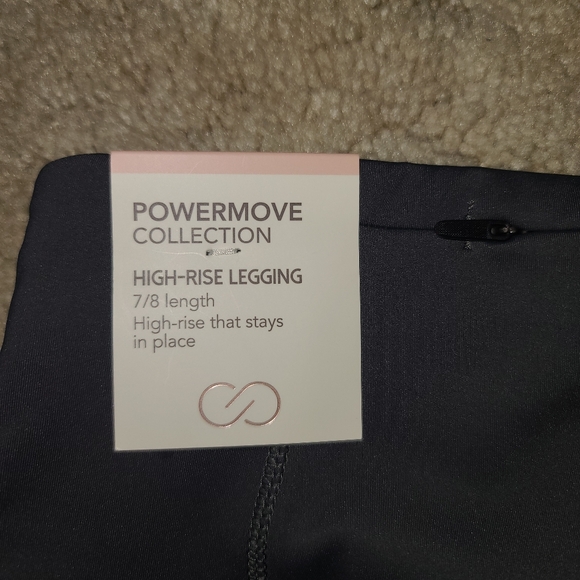 POWERMOVE
COLLECTION
HIGH-RISE LEGGING
7/8 length
High-rise that stays
in place